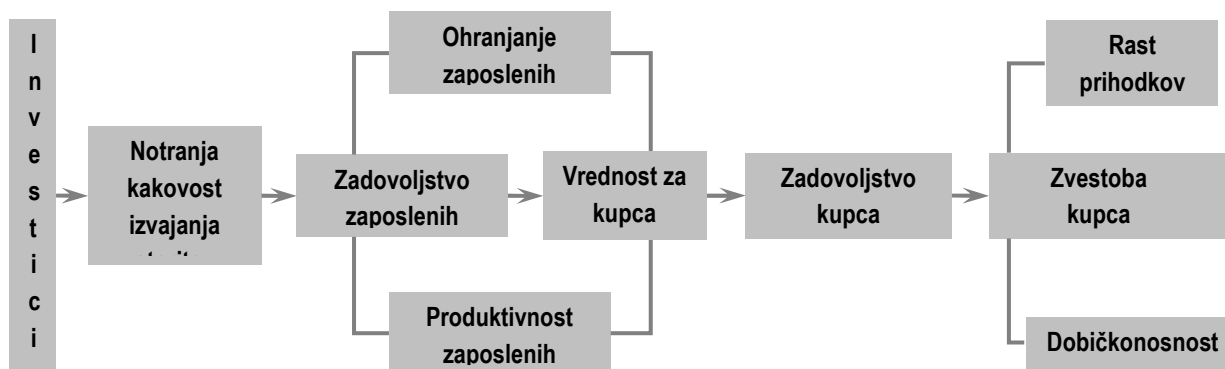 I
n
v
e
s
t
i
c
i
Notranja
kakovost
izvajanja
Ohranjanje
zaposlenih
Zadovoljstvo
zaposlenih
Produktivnost
zaposlenih
Vrednost za
kupca
Zadovoljstvo
kupca
Rast
prihodkov
Zvestoba
kupca
Dobičkonosnost